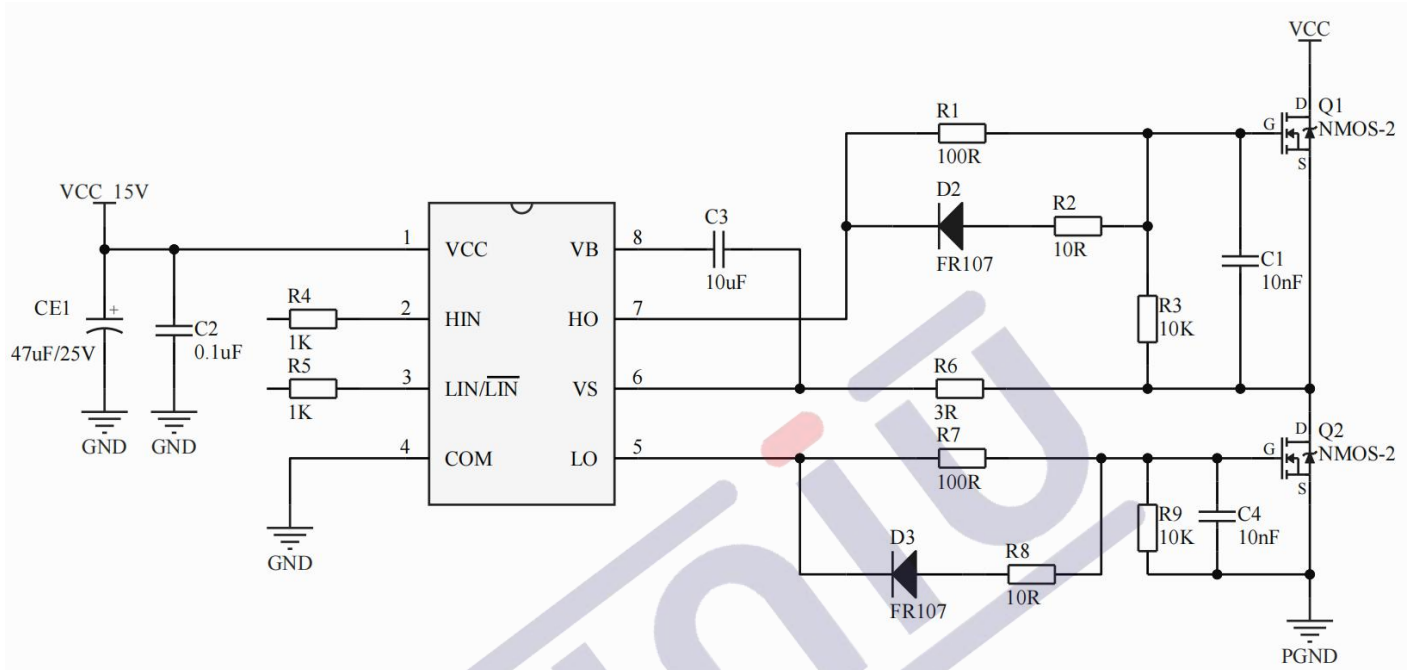 VCC
R1
100R
D
Q1
G
NMOS-2
S
D2
FR107
R2
10R
VCC_15V
C3
10uF
C1
10nF
CE1
+
47uF/25V
C2
0.1uF
R4
1K
R5
1K
1
VCC
VB
8
2
HIN
HO
7
3
LIN/LIN
VS
6
4
COM
LO
5
R3
10K
R6
3R
R7
100R
D
Q2
G
NMOS-2
S
GND
GND
GND
D3
FR107
R8
10R
R9
10K
C4
10nF
PGND